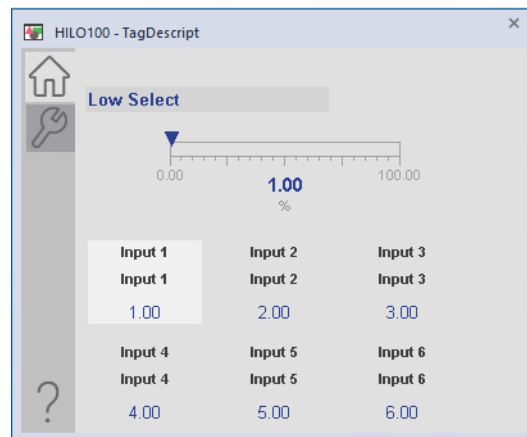 HILO100 - TagDescript
Low Select
0.00 100.00
1.00
%
Input 1 Input 2 Input 3
Input 1 Input 2 Input 3
1.00 2.00 3.00
Input 4 Input 5 Input 6
Input 4 Input 5 Input 6
4.00 5.00 6.00
?